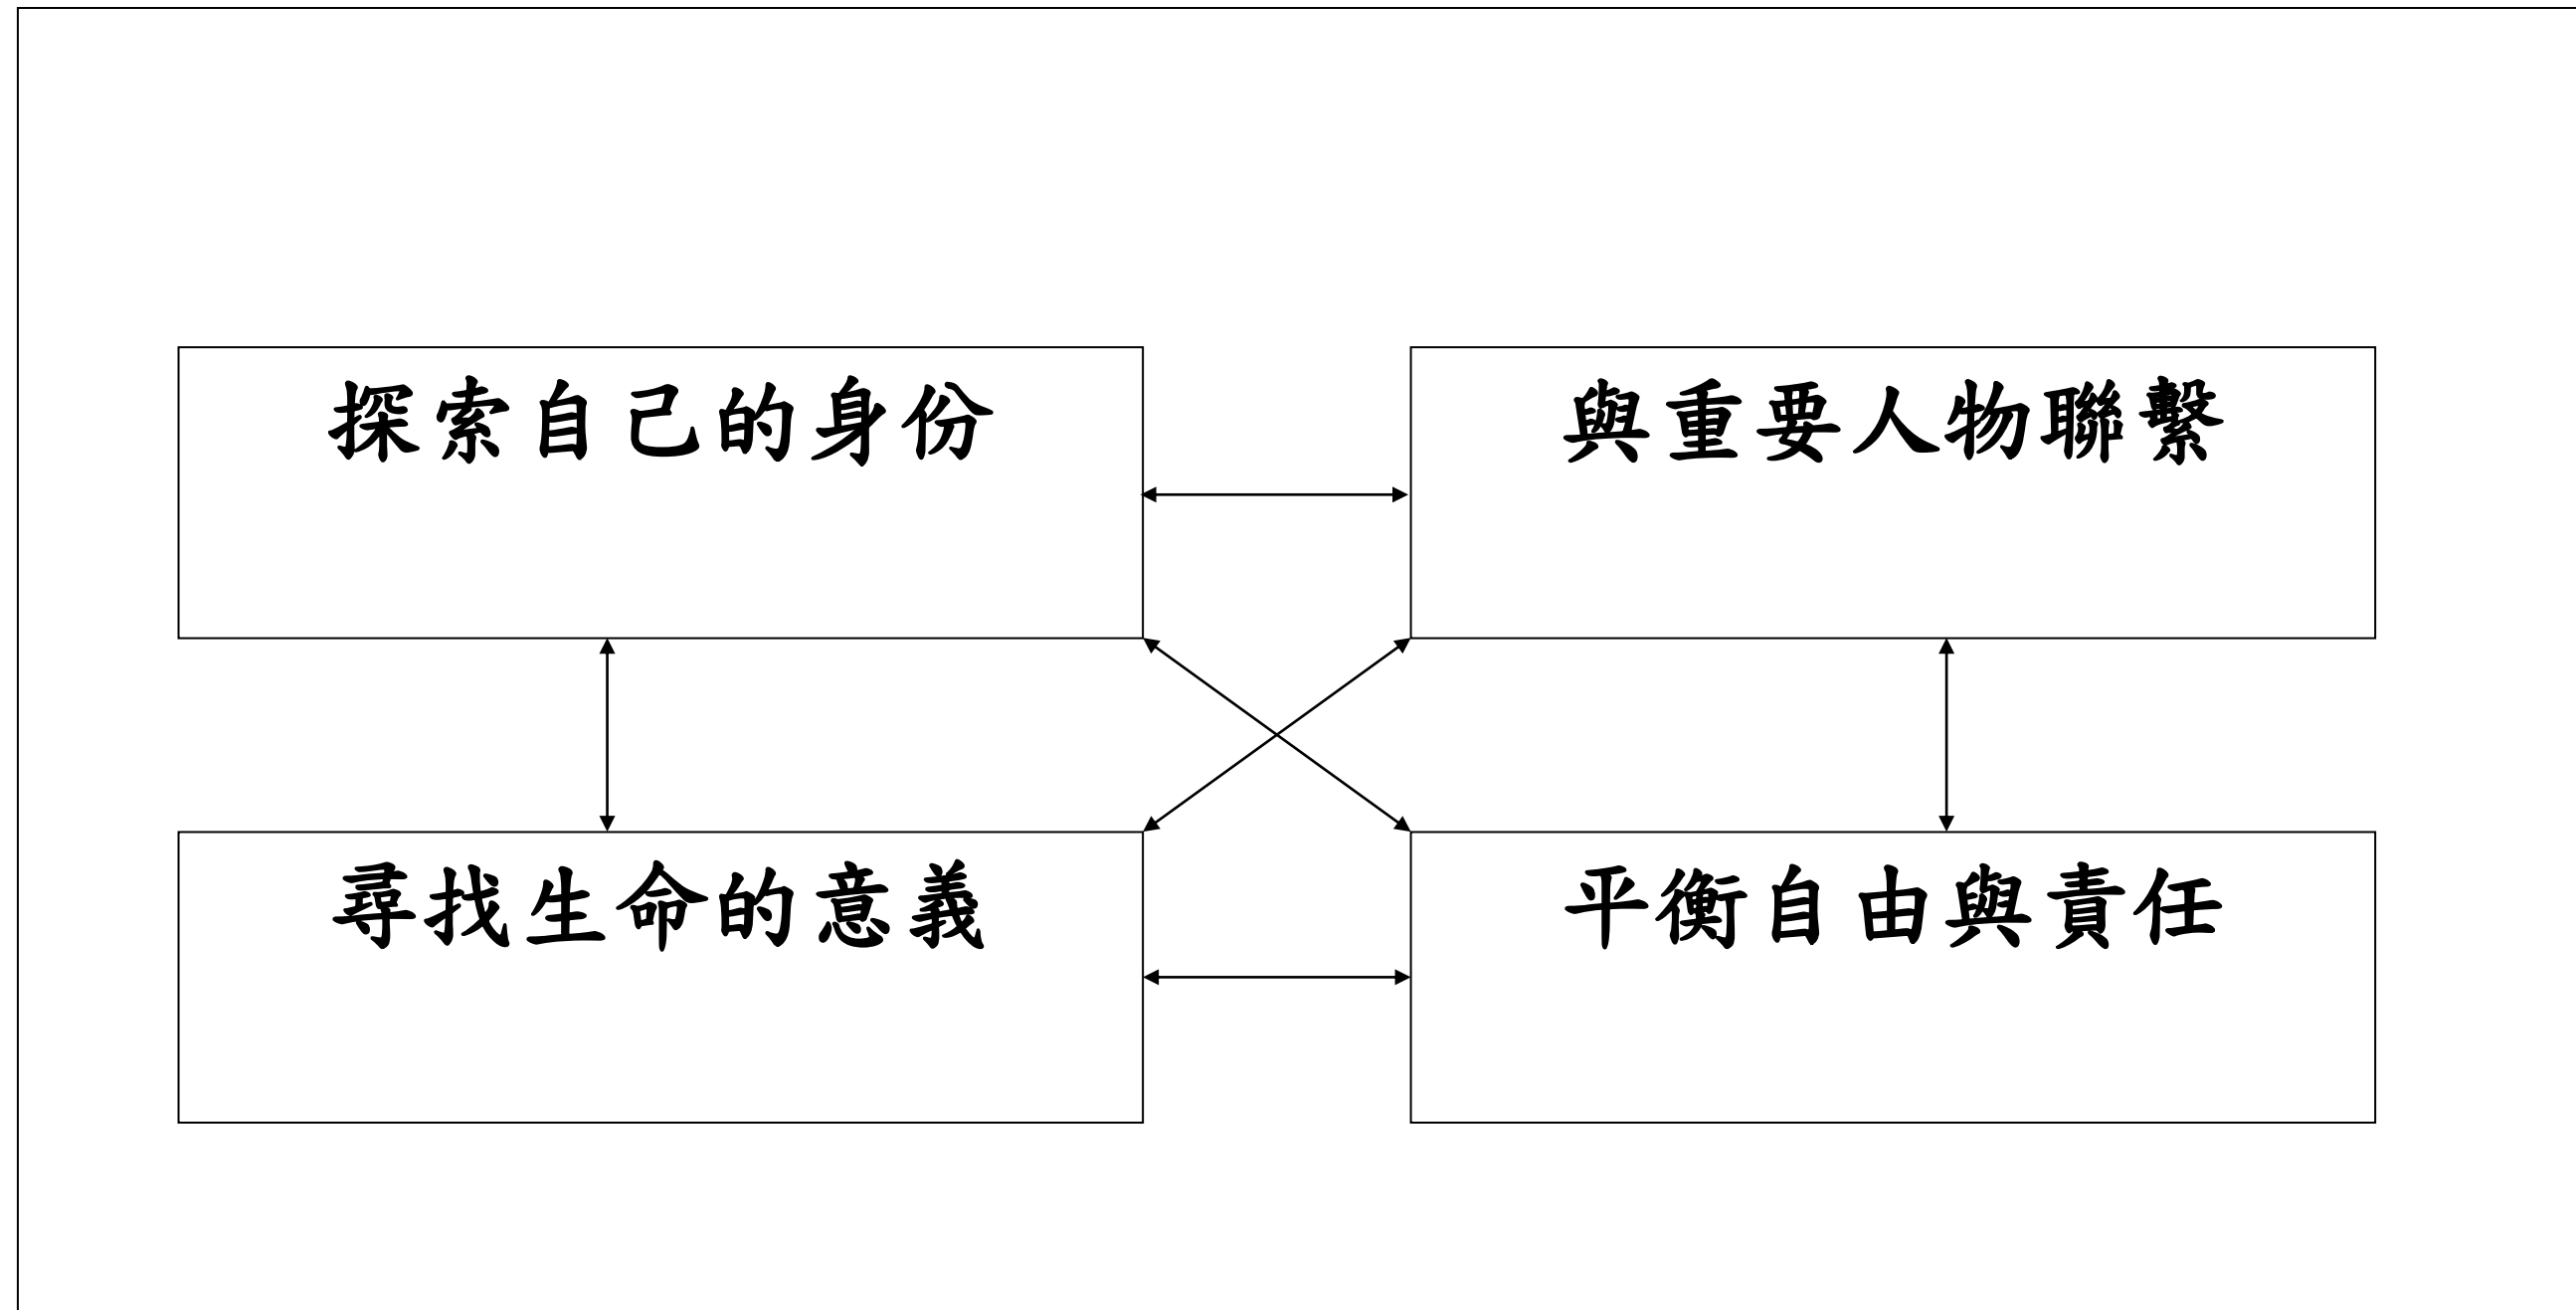 探索自己的身份
與重要人物聯繫
尋找生命的意義
平衡自由與責任